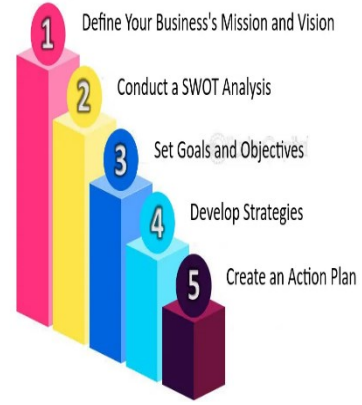 1 Define Your Business's Mission and Vision
2 Conduct a SWOT Analysis
3 Set Goals and Objectives
4 Develop Strategies
5 Create an Action Plan